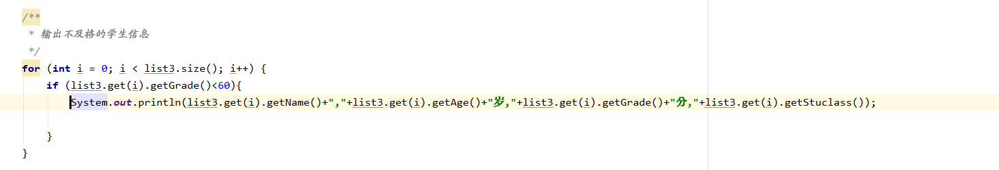 /**
 * 输出不及格的学生信息
 */
for (int i = 0; i < list3.size(); i++) {
    if (list3.get(i).getGrade()<60){
        System.out.println(list3.get(i).getName()+","+list3.get(i).getAge()+"岁,"+list3.get(i).getGrade()+"分,"+list3.get(i).getStuclass());
    }
}